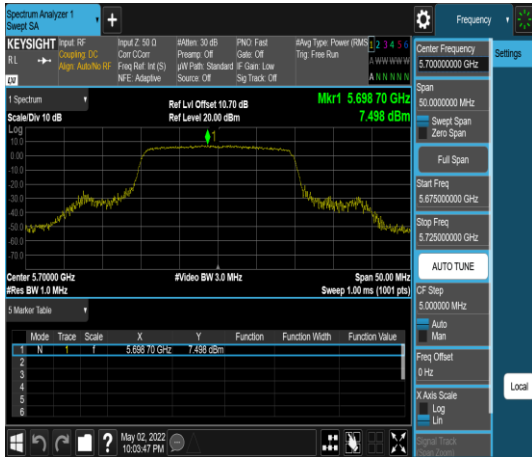 Spectrum Analyzer 1
Swept SA
Frequency
KEYSIGHT
Input: RF
Input Z: 50 Ω
#Atten: 30 dB
PNO: Fast
#Avg Type: Power (RMS
1 2 3 4 5 6
RL
Coupling: DC
Corr CCorr
Preamp: Off
Gate: Off
Trig: Free Run
A WWWWW
Align: Auto/No RF
Freq Ref: Int (S)
µW Path: Standard
IF Gain: Low
NFE: Adaptive
Source: Off
Sig Track: Off
A N N N N N
LXI
1 Spectrum
Ref Lvl Offset 10.70 dB
Mkr1 5.698 70 GHz
Scale/Div 10 dB
Ref Level 20.00 dBm
7.498 dBm
Log
1
10.0
0.00
-10.0
-20.0
-30.0
-40.0
-50.0
-60.0
-70.0
Center 5.70000 GHz
#Video BW 3.0 MHz
Span 50.00 MHz
#Res BW 1.0 MHz
Sweep 1.00 ms (1001 pts)
5 Marker Table
Mode Trace Scale X Y Function Function Width Function Value
1 N 1 f 5.698 70 GHz 7.498 dBm
2
3
4
5
6
May 02, 2022
10:03:47 PM
Center Frequency
5.700000000 GHz
Settings
Span
50.0000000 MHz
Swept Span
Zero Span
Full Span
Start Freq
5.675000000 GHz
Stop Freq
5.725000000 GHz
AUTO TUNE
CF Step
5.000000 MHz
Auto
Man
Freq Offset
0 Hz
X Axis Scale
Log
Lin
Local
Signal Track
(Span Zoom)